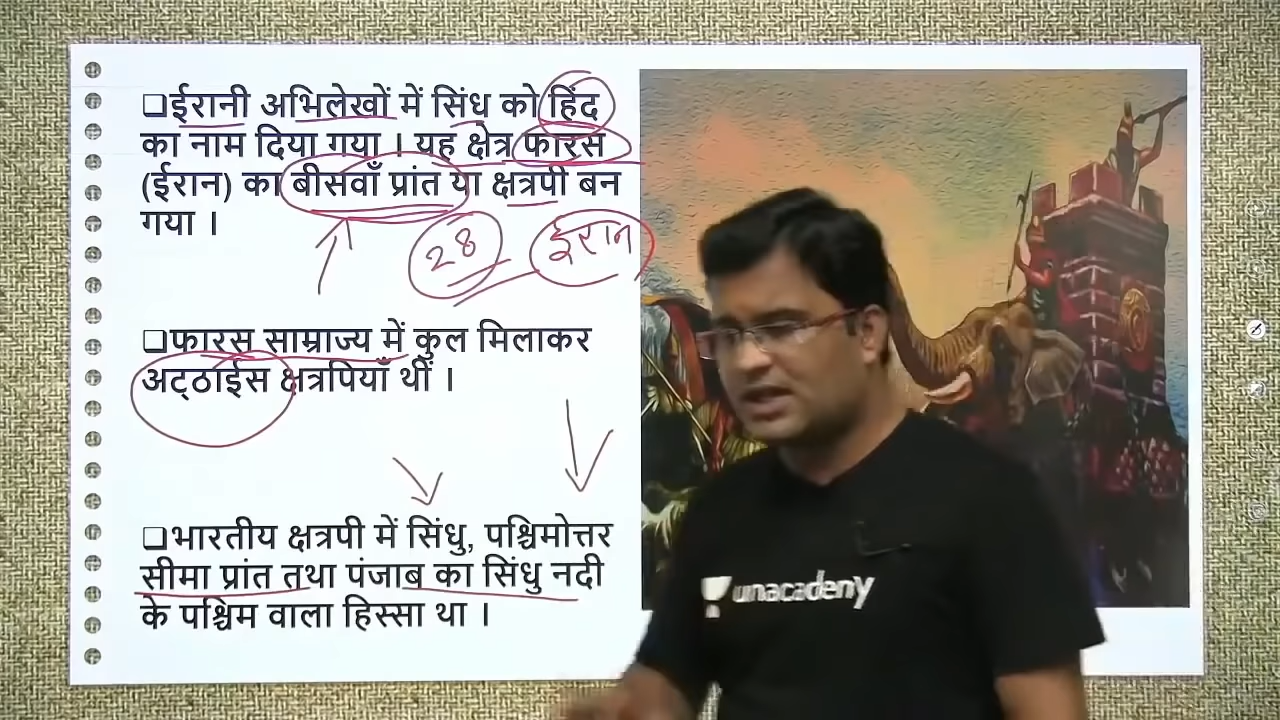 ❑ईरानी अभिलेखों में सिंधु को हिंद
का नाम दिया गया । यह क्षेत्र फारस
(ईरान) का बीसवाँ प्रांत या क्षत्रपी बन
गया ।
28 ईरान
❑फारस साम्राज्य में कुल मिलाकर
अट्ठाईस क्षत्रपियाँ थीं ।
❑भारतीय क्षत्रपी में सिंधु, पश्चिमोत्तर
सीमा प्रांत तथा पंजाब का सिंधु नदी
के पश्चिम वाला हिस्सा था ।
unacademy